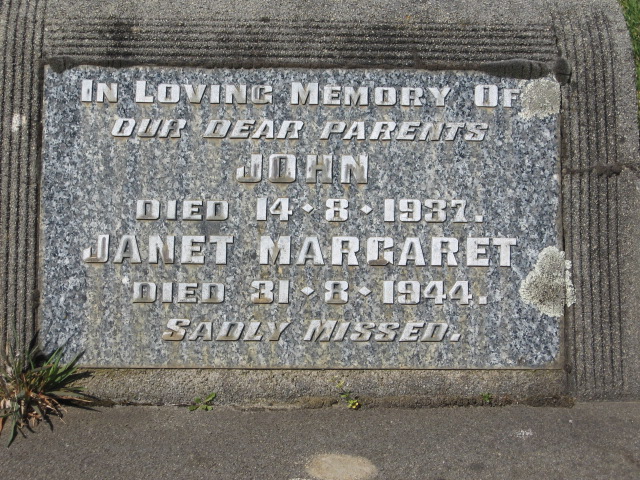 In Loving Memory Of
Our Dear Parents
JOHN
DIED 14·8·1937.
JANET MARGARET
DIED 31·8·1944.
Sadly Missed.